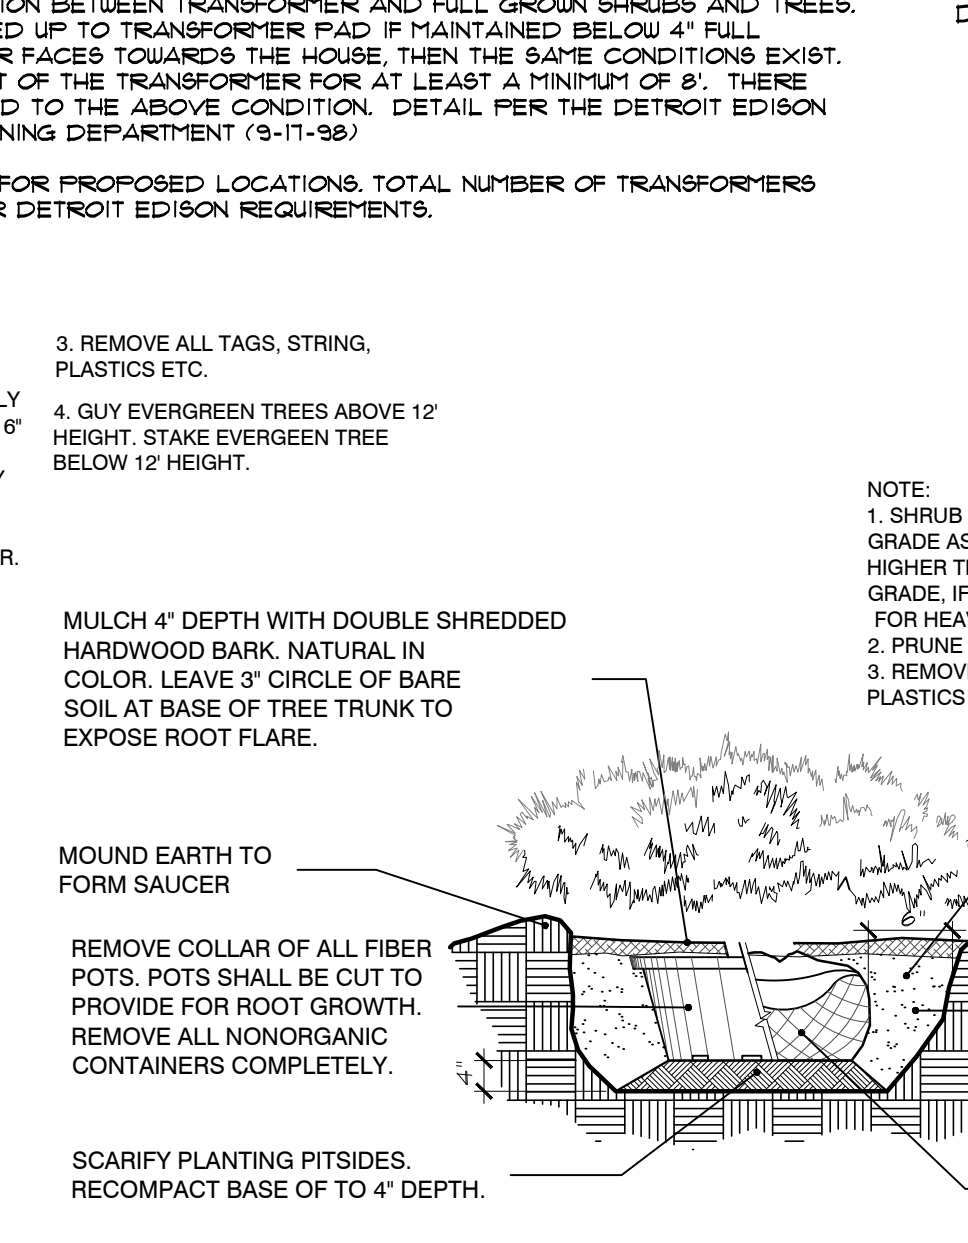 ION BETWEEN TRANSFORMER AND FULL GROWN SHRUBS AND TREES.
ED UP TO TRANSFORMER PAD IF MAINTAINED BELOW 4" FULL
R FACES TOWARDS THE HOUSE, THEN THE SAME CONDITIONS EXIST.
T OF THE TRANSFORMER FOR AT LEAST A MINIMUM OF 8'. THERE
D TO THE ABOVE CONDITION. DETAIL PER THE DETROIT EDISON
NING DEPARTMENT (9-17-98)
FOR PROPOSED LOCATIONS. TOTAL NUMBER OF TRANSFORMERS
R DETROIT EDISON REQUIREMENTS.
3. REMOVE ALL TAGS, STRING,
PLASTICS ETC.
LY
6"
Y
R.
4. GUY EVERGREEN TREES ABOVE 12'
HEIGHT. STAKE EVERGEEN TREE
BELOW 12' HEIGHT.
NOTE:
1. SHRUB
GRADE AS
HIGHER T
GRADE, IF
FOR HEAV
2. PRUNE
3. REMOV
PLASTICS
MULCH 4" DEPTH WITH DOUBLE SHREDDED
HARDWOOD BARK. NATURAL IN
COLOR. LEAVE 3" CIRCLE OF BARE
SOIL AT BASE OF TREE TRUNK TO
EXPOSE ROOT FLARE.
MOUND EARTH TO
FORM SAUCER
6"
REMOVE COLLAR OF ALL FIBER
POTS. POTS SHALL BE CUT TO
PROVIDE FOR ROOT GROWTH.
REMOVE ALL NONORGANIC
CONTAINERS COMPLETELY.
4"
SCARIFY PLANTING PITSIDES.
RECOMPACT BASE OF TO 4" DEPTH.